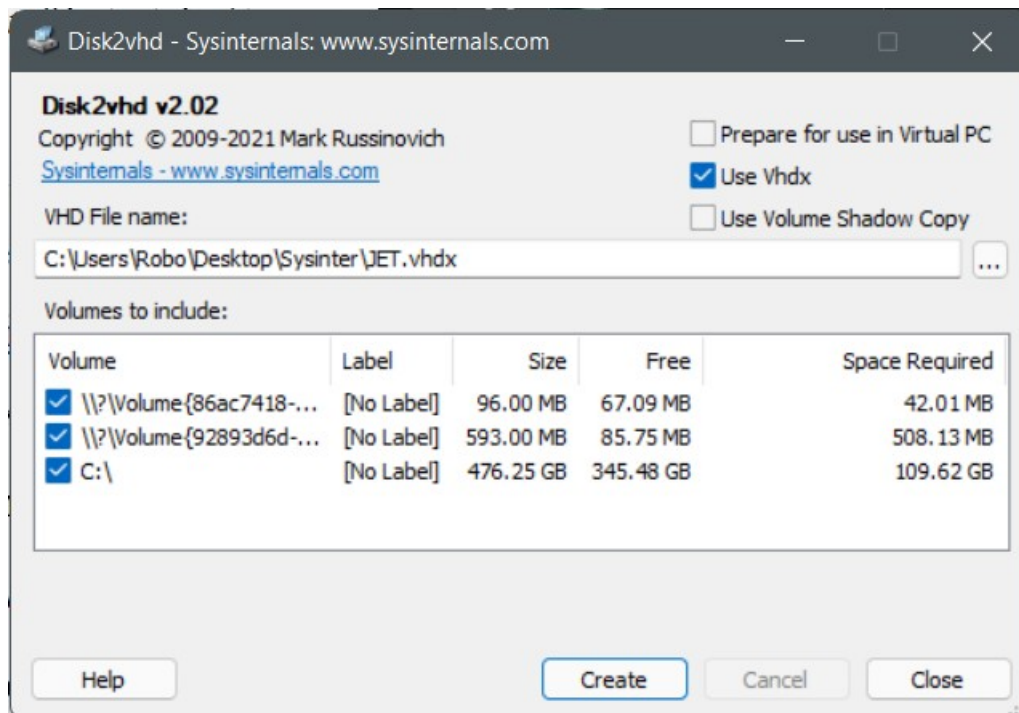 Disk2vhd - Sysinternals: www.sysinternals.com
Disk2vhd v2.02
Copyright © 2009-2021 Mark Russinovich
Sysinternals - www.sysinternals.com
Prepare for use in Virtual PC
Use Vhdx
Use Volume Shadow Copy
VHD File name:
C:\Users\Robo\Desktop\Sysinter\JET.vhdx
...
Volumes to include:
Volume Label Size Free Space Required
\\?\Volume{86ac7418-... [No Label] 96.00 MB 67.09 MB 42.01 MB
\\?\Volume{92893d6d-... [No Label] 593.00 MB 85.75 MB 508.13 MB
C:\ [No Label] 476.25 GB 345.48 GB 109.62 GB
Help Create Cancel Close